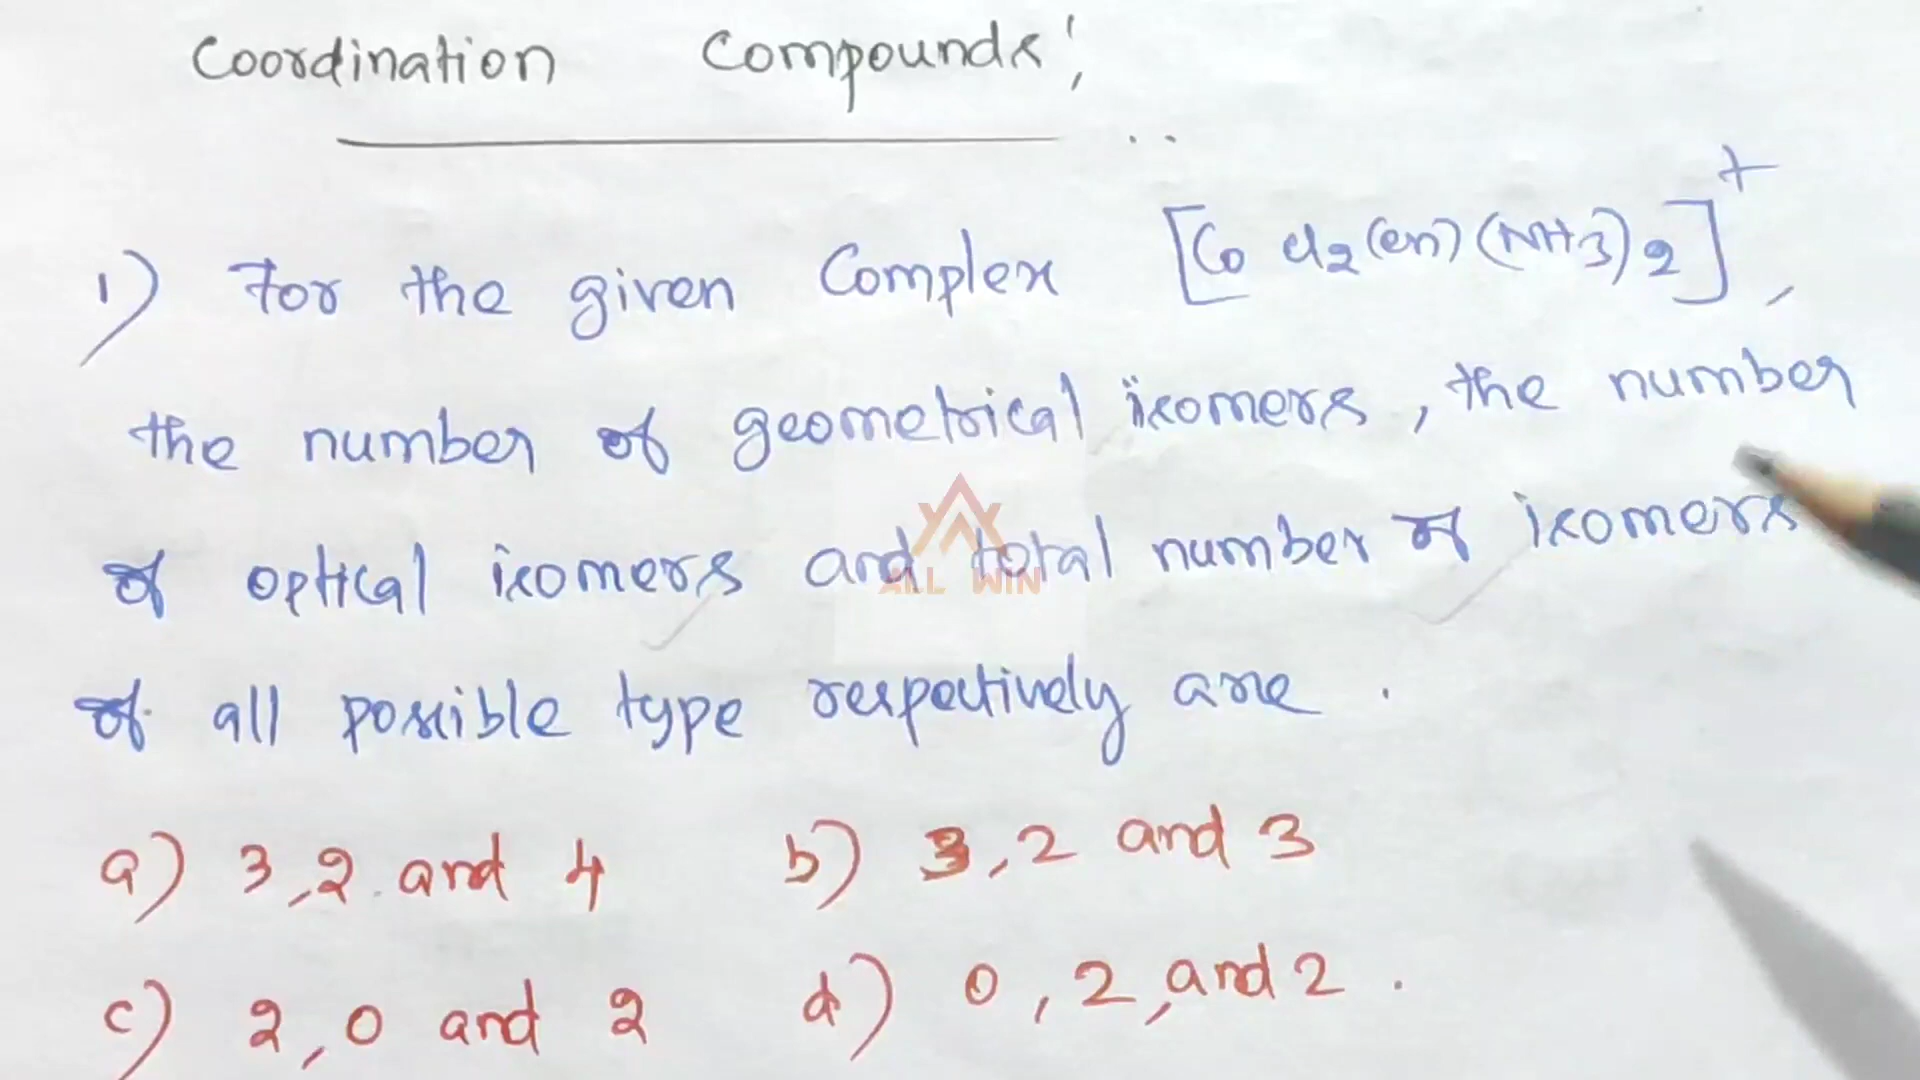 Coordination Compounds;
1) For the given Complex [Co Cl2(en)(NH3)2]+,
the number of geometrical isomers, the number
of optical isomers and total number of isomers
of all possible type respectively are.
a) 3,2 and 4 b) 3,2 and 3
c) 2,0 and 2 d) 0,2, and 2.
ALL WIN